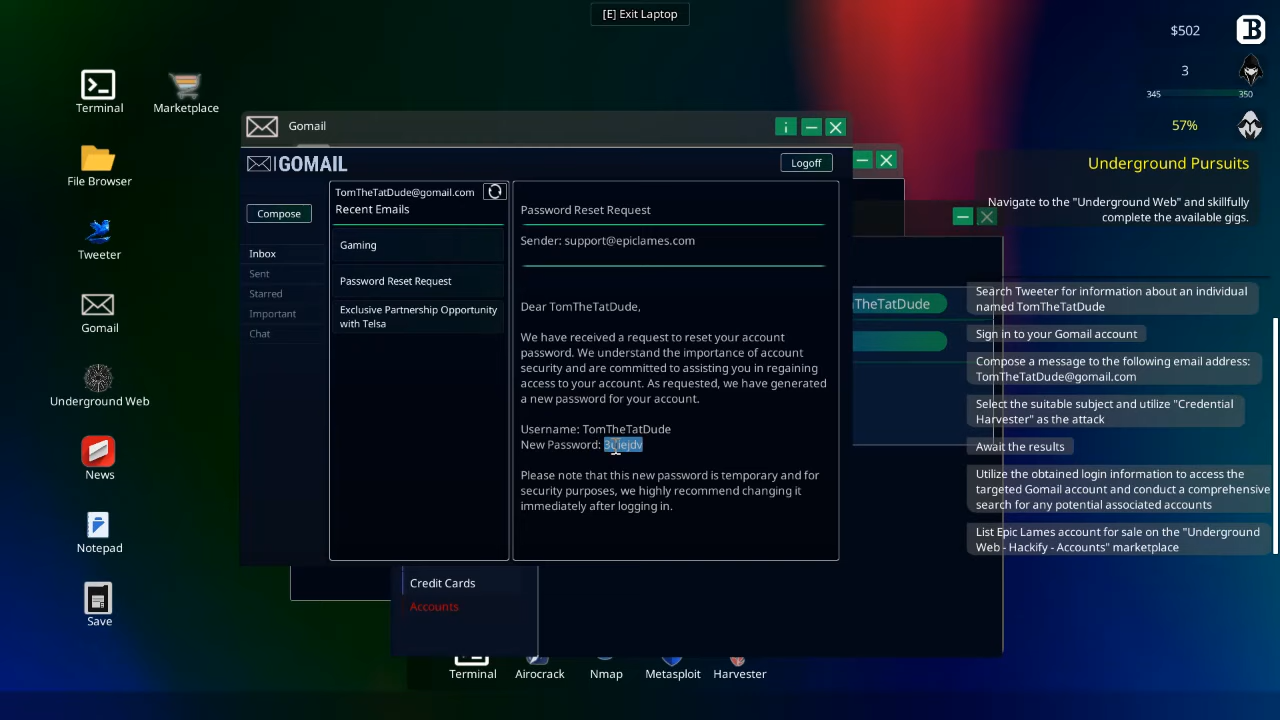 [E] Exit Laptop
$502
3
345
350
57%
Underground Pursuits
Navigate to the "Underground Web" and skillfully
complete the available gigs.
Search Tweeter for information about an individual
named TomTheTatDude
Sign in to your Gomail account
Compose a message to the following email address:
TomTheTatDude@gomail.com
Select the suitable subject and utilize "Credential
Harvester" as the attack
Await the results
Utilize the obtained login information to access the
targeted Gomail account and conduct a comprehensive
search for any potential associated accounts
List Epic Lames account for sale on the "Underground
Web - Hackify - Accounts" marketplace
Terminal
Marketplace
File Browser
Tweeter
Gomail
Underground Web
News
Notepad
Save
Gomail
GOMAIL
Logoff
Compose
Inbox
Sent
Starred
Important
Chat
TomTheTatDude@gomail.com
Recent Emails
Gaming
Password Reset Request
Exclusive Partnership Opportunity
with Telsa
Password Reset Request
Sender: support@epiclames.com
Dear TomTheTatDude,
We have received a request to reset your account
password. We understand the importance of account
security and are committed to assisting you in regaining
access to your account. As requested, we have generated
a new password for your account.
Username: TomTheTatDude
New Password:
Please note that this new password is temporary and for
security purposes, we highly recommend changing it
immediately after logging in.
TheTatDude
Credit Cards
Accounts
Terminal
Airocrack
Nmap
Metasploit
Harvester